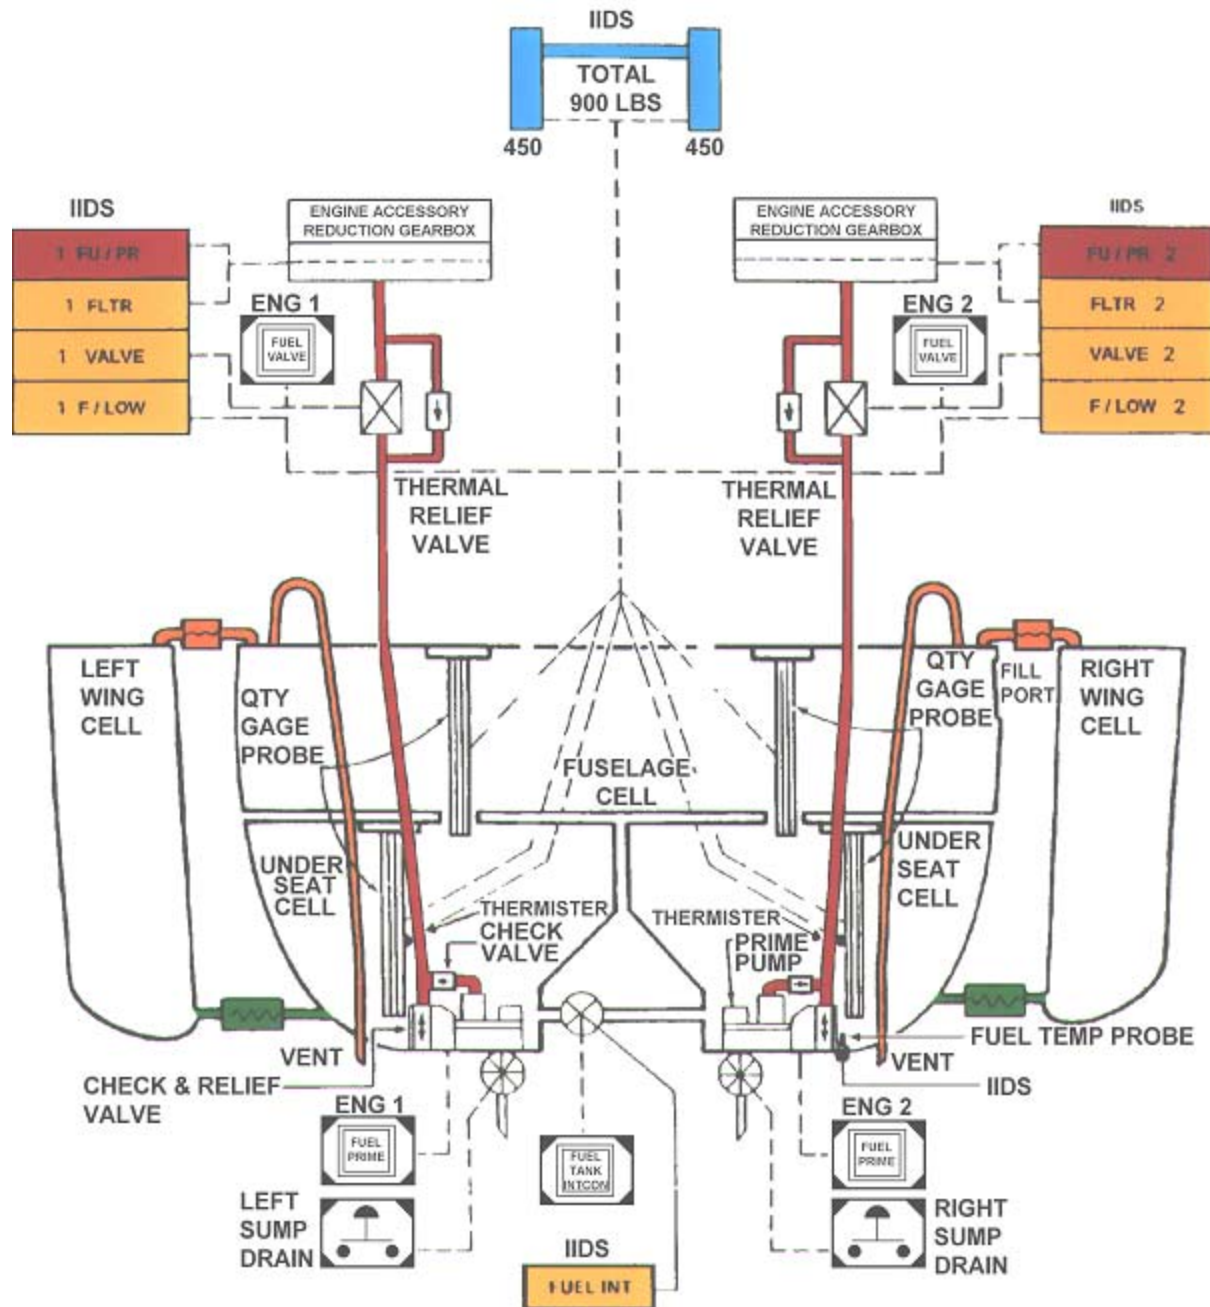 IIDS
TOTAL
900 LBS
450
450
IIDS
1 FU / PR
1 FLTR
1 VALVE
1 F / LOW
ENGINE ACCESSORY
REDUCTION GEARBOX
ENG 1
FUEL
VALVE
ENGINE ACCESSORY
REDUCTION GEARBOX
ENG 2
FUEL
VALVE
IIDS
FU / PR 2
FLTR 2
VALVE 2
F / LOW 2
THERMAL
RELIEF
VALVE
THERMAL
RELIEF
VALVE
LEFT
WING
CELL
QTY
GAGE
PROBE
QTY
GAGE
PROBE
FILL
PORT
RIGHT
WING
CELL
FUSELAGE
CELL
UNDER
SEAT
CELL
THERMISTER
CHECK
VALVE
THERMISTER
PRIME
PUMP
UNDER
SEAT
CELL
VENT
CHECK & RELIEF
VALVE
VENT
FUEL TEMP PROBE
IIDS
ENG 1
FUEL
PRIME
LEFT
SUMP
DRAIN
FUEL
TANK
INTCON
IIDS
FUEL INT
ENG 2
FUEL
PRIME
RIGHT
SUMP
DRAIN